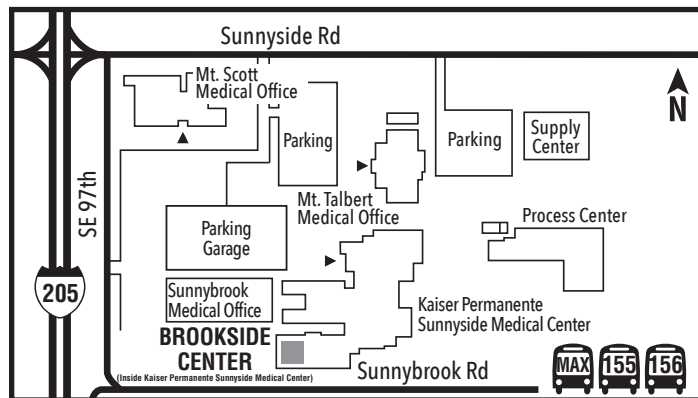 Sunnyside Rd
Mt. Scott
Medical Office
N
Parking
Parking
Supply
Center
SE 97th
Mt. Talbert
Medical Office
Parking
Garage
Process Center
205
Sunnybrook
Medical Office
Kaiser Permanente
Sunnyside Medical Center
BROOKSIDE
CENTER
(Inside Kaiser Permanente Sunnyside Medical Center)
Sunnybrook Rd
MAX
155
156